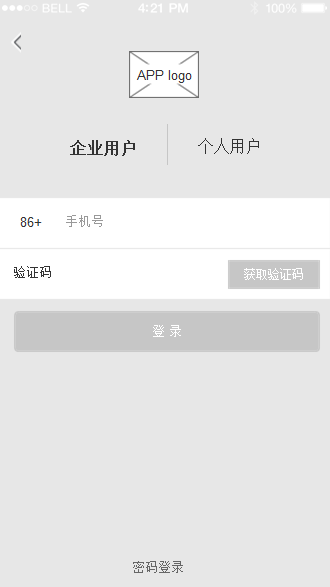 BELL 4:21 PM 100%
APP logo
企业用户 个人用户
86+ 手机号
验证码 获取验证码
登 录
密码登录